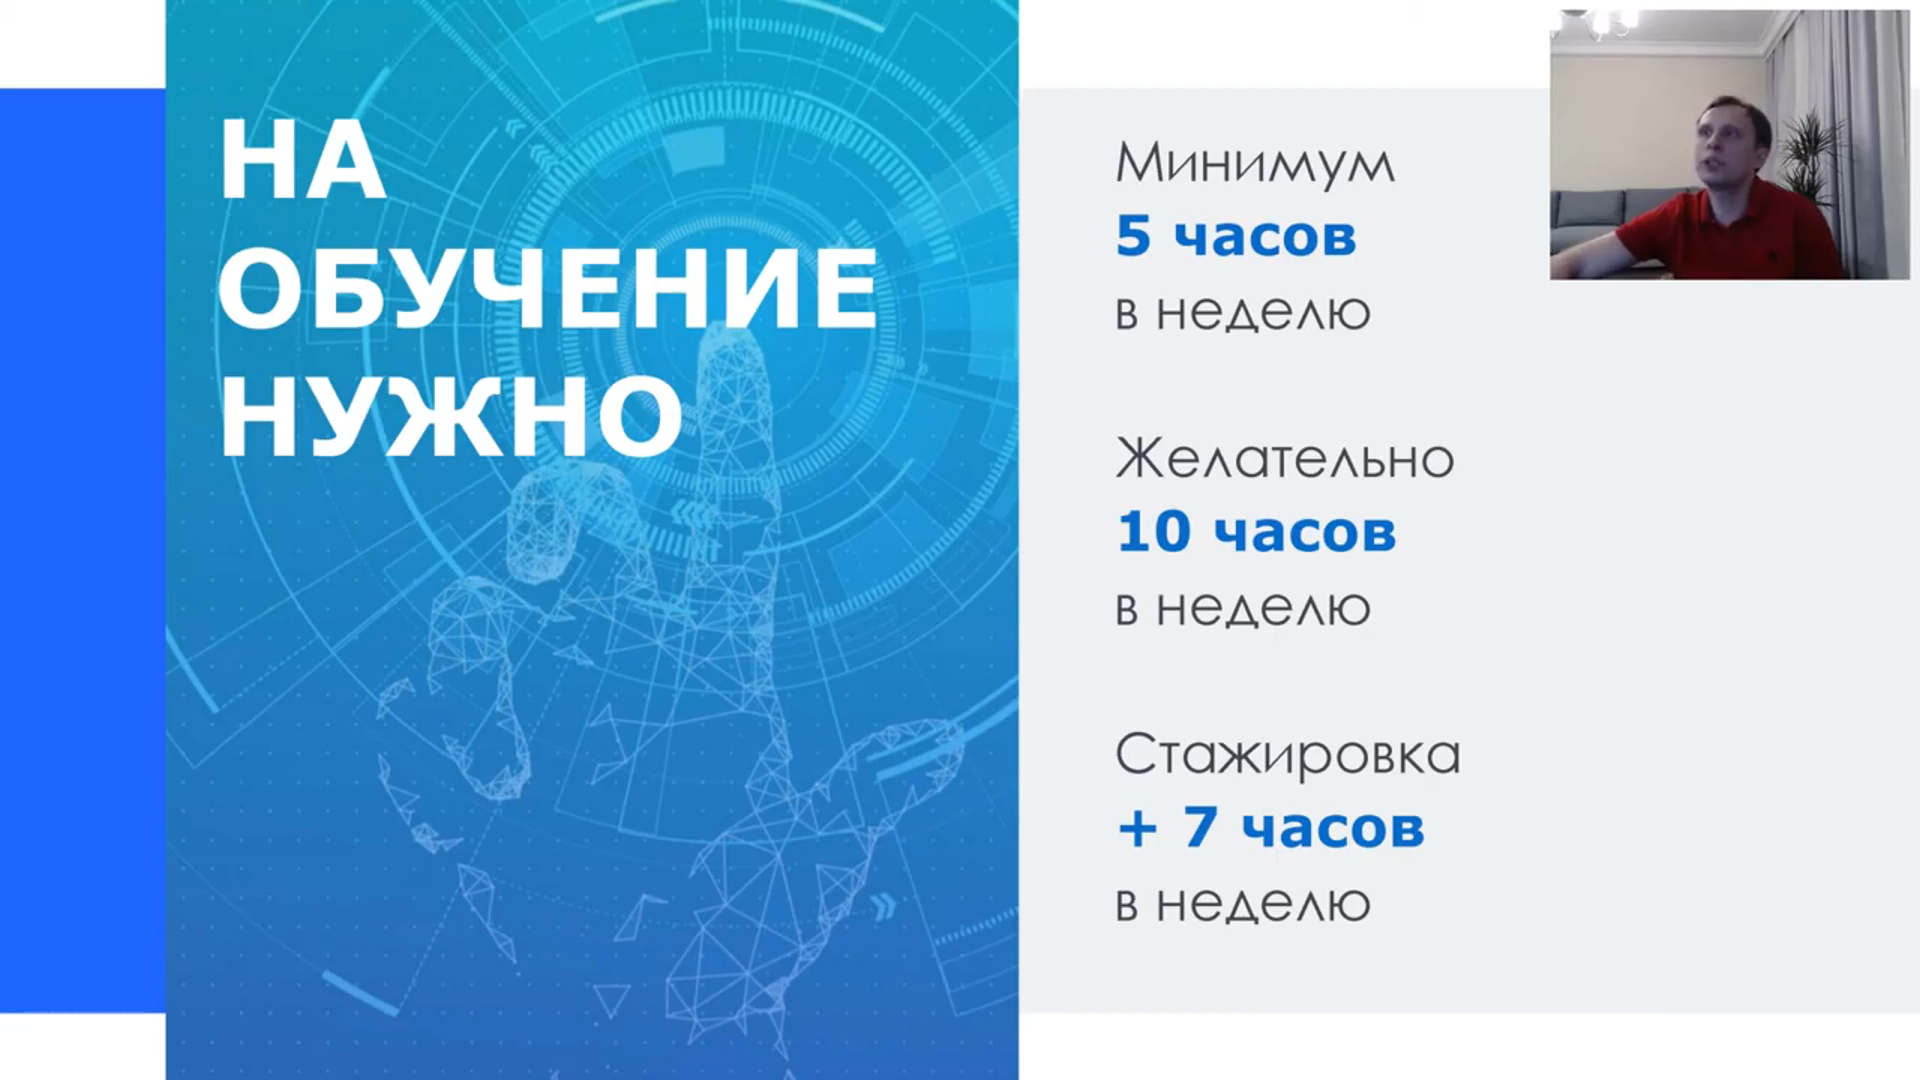 НА
ОБУЧЕНИЕ
НУЖНО
Минимум
5 часов
в неделю
Желательно
10 часов
в неделю
Стажировка
+ 7 часов
в неделю